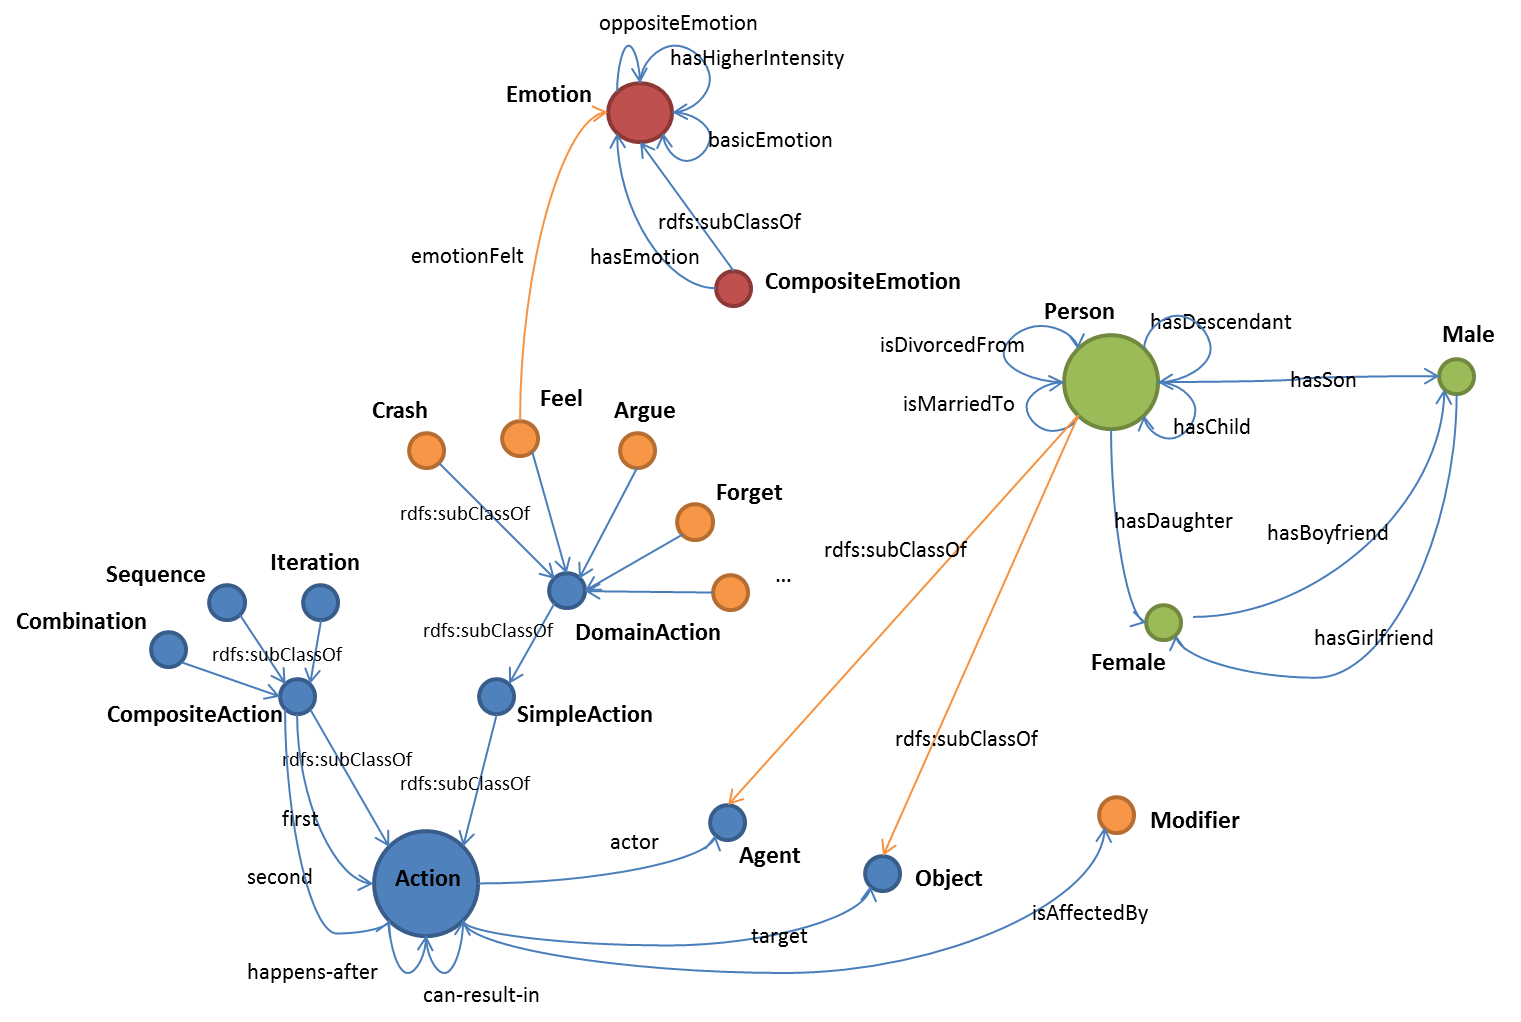 oppositeEmotion
hasHigherIntensity
Emotion
basicEmotion
rdfs:subClassOf
emotionFelt
hasEmotion
CompositeEmotion
Person
hasDescendant
Male
isDivorcedFrom
hasSon
isMarriedTo
hasChild
Feel
Crash
Argue
Forget
rdfs:subClassOf
hasDaughter
hasBoyfriend
rdfs:subClassOf
Iteration
Sequence
...
Combination
DomainAction
rdfs:subClassOf
rdfs:subClassOf
hasGirlfriend
Female
CompositeAction
SimpleAction
rdfs:subClassOf
rdfs:subClassOf
rdfs:subClassOf
first
Modifier
actor
Agent
second
Action
Object
isAffectedBy
target
happens-after
can-result-in